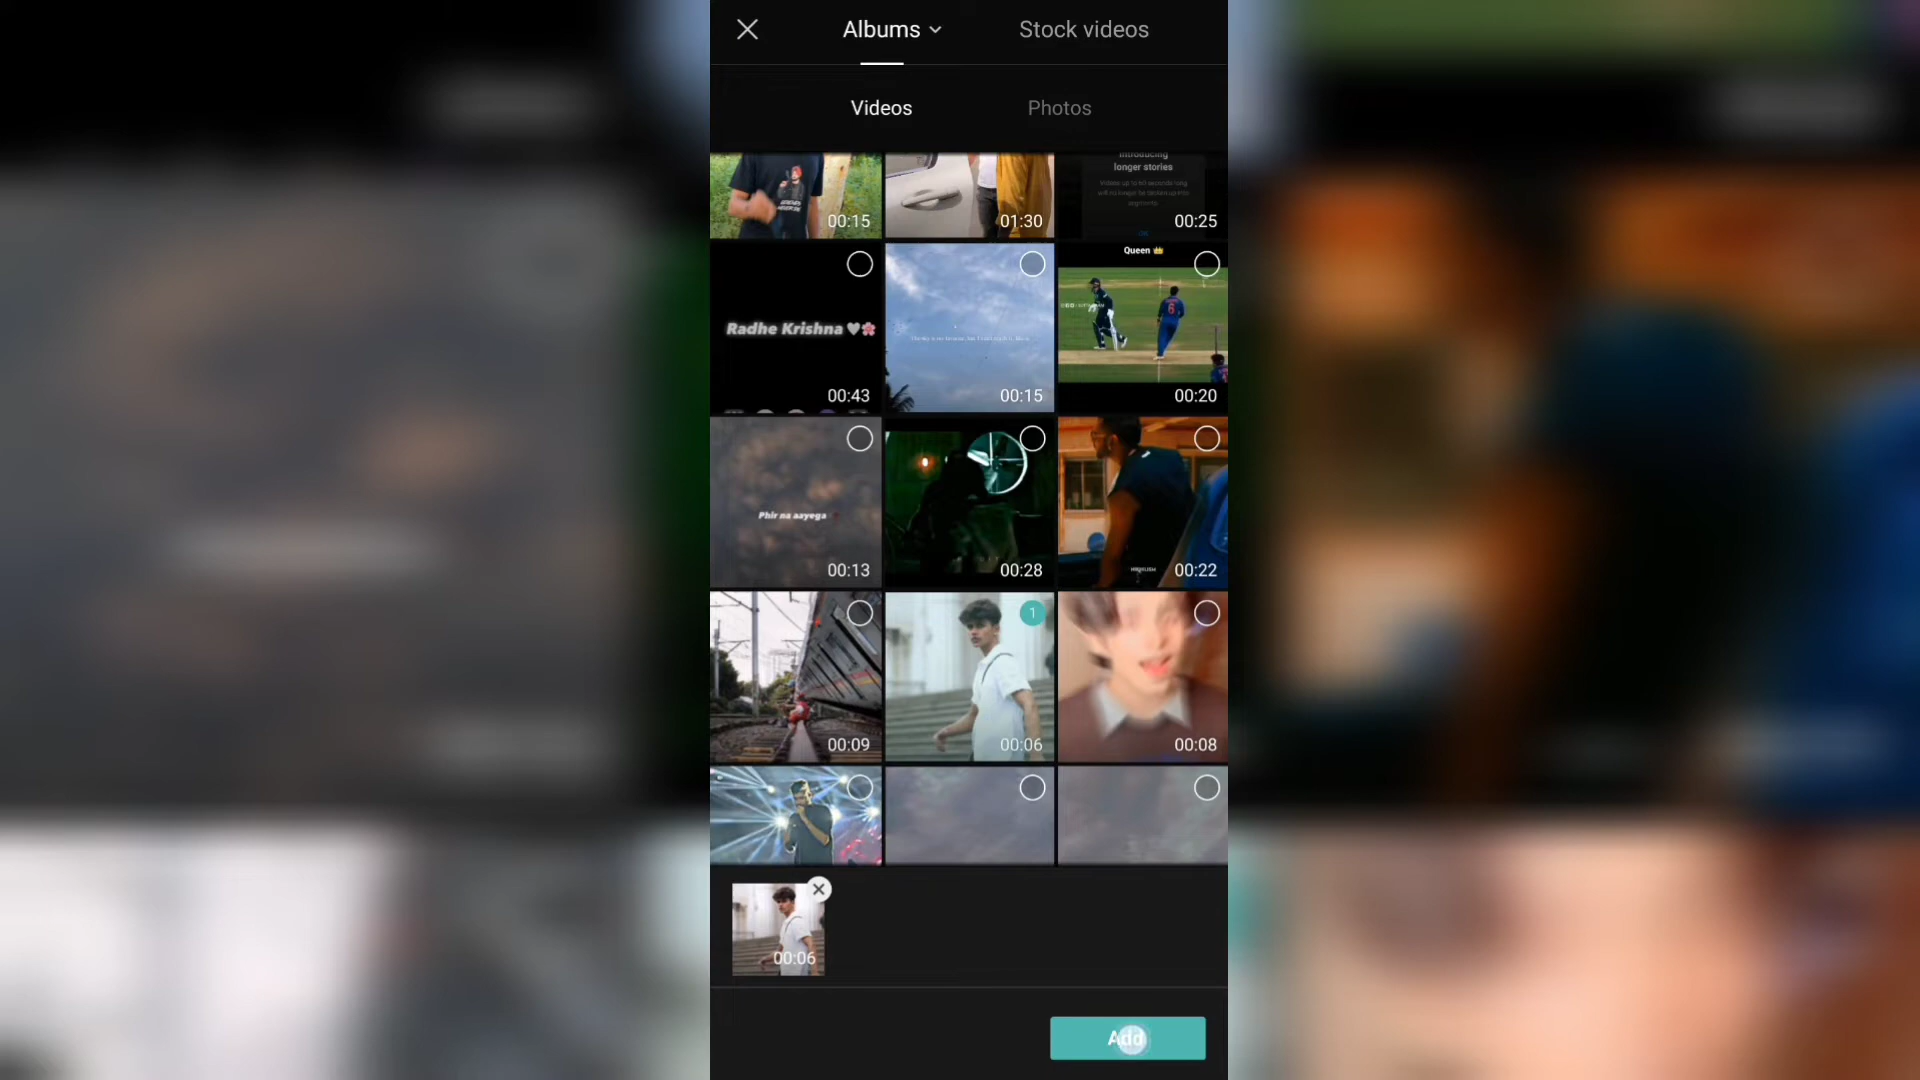 Albums
Stock videos
Videos
Photos
Introducing
longer stories
00:15
01:30
00:25
Queen 👑
Radhe Krishna 🤍🌸
00:43
00:15
00:20
Phir na aayega
00:13
00:28
00:22
1
00:09
00:06
00:08
00:06
Add